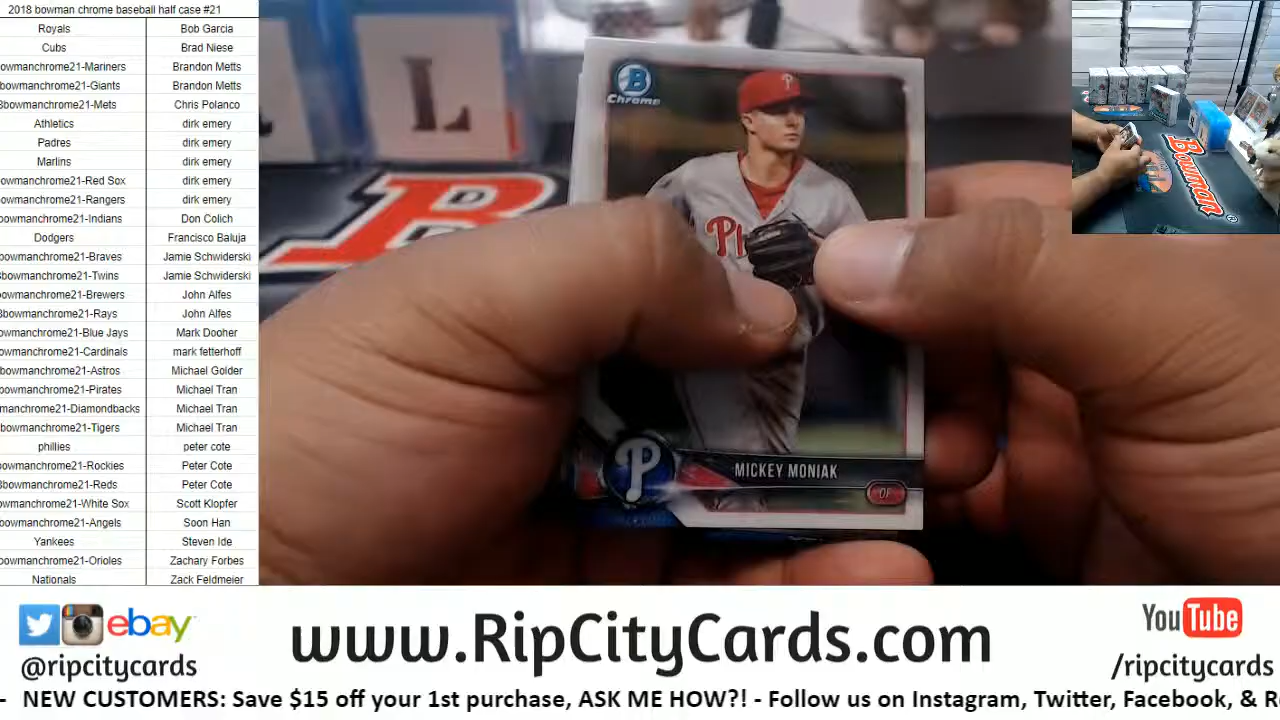 2018 bowman chrome baseball half case #21
Royals Bob Garcia
Cubs Brad Niese
owmanchrome21-Mariners Brandon Metts
bowmanchrome21-Giants Brandon Metts
8bowmanchrome21-Mets Chris Polanco
Athletics dirk emery
Padres dirk emery
Marlins dirk emery
owmanchrome21-Red Sox dirk emery
owmanchrome21-Rangers dirk emery
owmanchrome21-Indians Don Colich
Dodgers Francisco Baluja
owmanchrome21-Braves Jamie Schwiderski
bowmanchrome21-Twins Jamie Schwiderski
owmanchrome21-Brewers John Alfes
8bowmanchrome21-Rays John Alfes
owmanchrome21-Blue Jays Mark Dooher
owmanchrome21-Cardinals mark fetterhoff
owmanchrome21-Astros Michael Golder
bowmanchrome21-Pirates Michael Tran
manchrome21-Diamondbacks Michael Tran
bowmanchrome21-Tigers Michael Tran
phillies peter cote
owmanchrome21-Rockies Peter Cote
8bowmanchrome21-Reds Peter Cote
owmanchrome21-White Sox Scott Klopfer
owmanchrome21-Angels Soon Han
Yankees Steven Ide
owmanchrome21-Orioles Zachary Forbes
Nationals Zack Feldmeier
L
B
Chrome
P
Ph
P
MICKEY MONIAK
OF
Bowman
ebay
@ripcitycards
www.RipCityCards.com
YouTube
/ripcitycards
- NEW CUSTOMERS: Save $15 off your 1st purchase, ASK ME HOW?! - Follow us on Instagram, Twitter, Facebook, & R